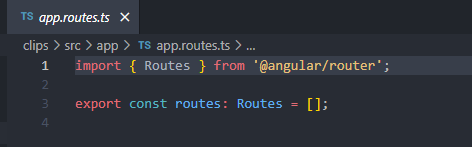 TS app.routes.ts ×
clips > src > app > TS app.routes.ts > ...
1 import { Routes } from '@angular/router';
2
3 export const routes: Routes = [];
4